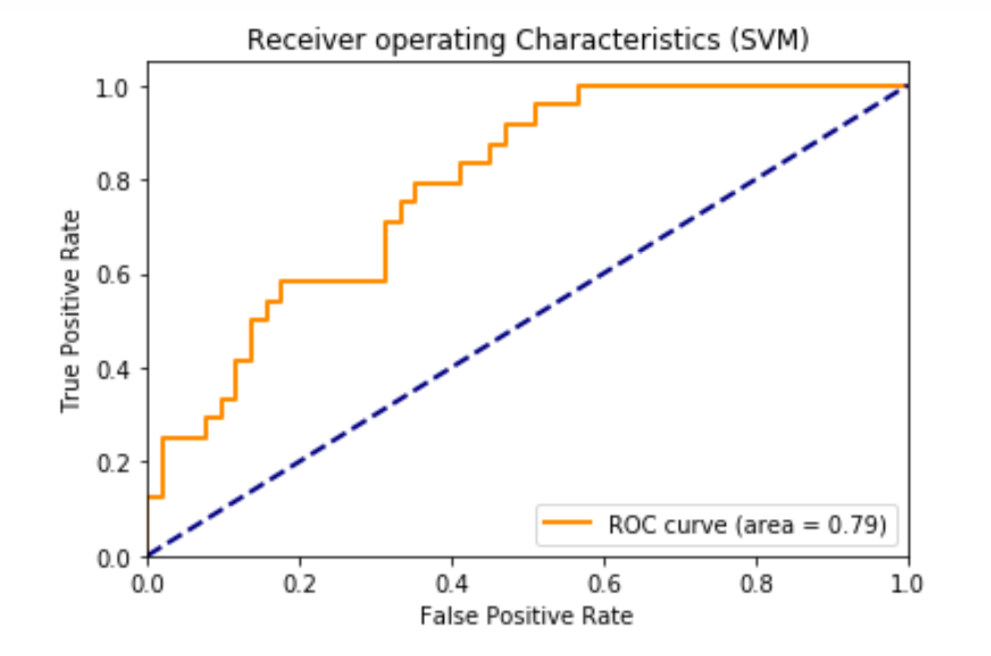 Receiver operating Characteristics (SVM)
1.0
0.8
0.6
0.4
0.2
0.0
True Positive Rate
ROC curve (area = 0.79)
0.0 0.2 0.4 0.6 0.8 1.0
False Positive Rate